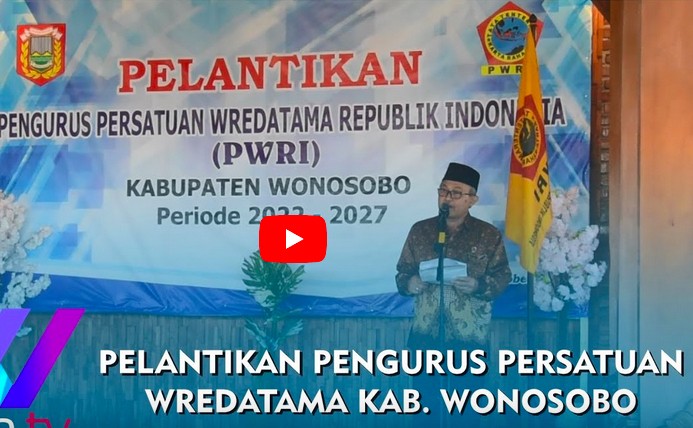 PELANTIKAN
PENGURUS PERSATUAN WREDATAMA REPUBLIK INDONESIA
(PWRI)
KABUPATEN WONOSOBO
Periode 2022 - 2027
PWRI
PELANTIKAN PENGURUS PERSATUAN
WREDATAMA KAB. WONOSOBO
tv